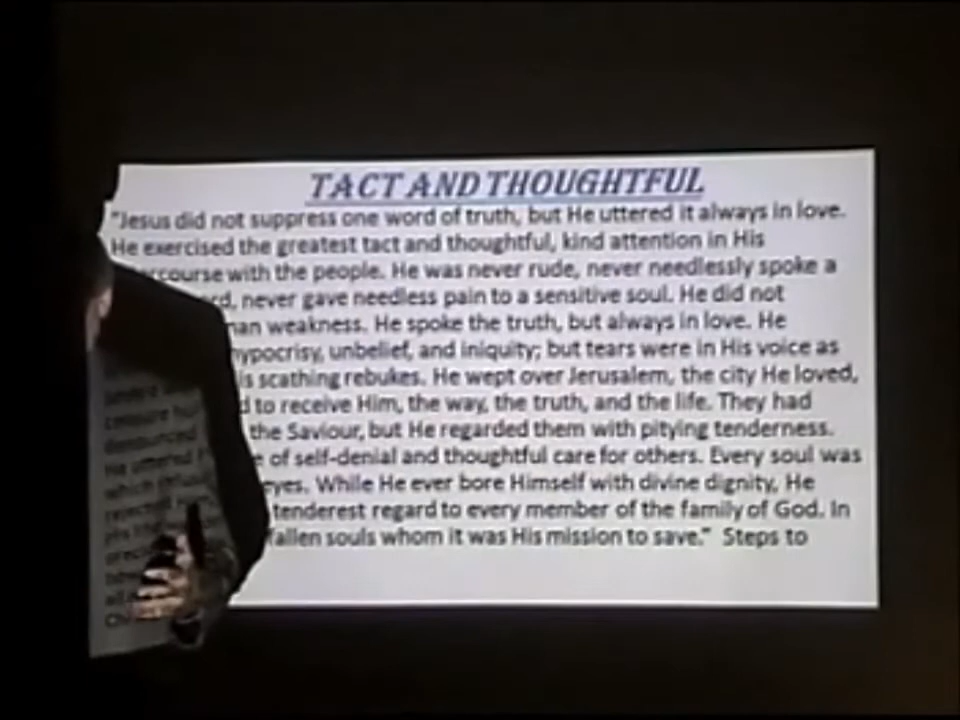 TACT AND THOUGHTFUL
"Jesus did not suppress one word of truth, but He uttered it always in love.
He exercised the greatest tact and thoughtful, kind attention in His
course with the people. He was never rude, never needlessly spoke a
rd, never gave needless pain to a sensitive soul. He did not
man weakness. He spoke the truth, but always in love. He
hypocrisy, unbelief, and iniquity; but tears were in His voice as
is scathing rebukes. He wept over Jerusalem, the city He loved,
d to receive Him, the way, the truth, and the life. They had
the Saviour, but He regarded them with pitying tenderness.
e of self-denial and thoughtful care for others. Every soul was
eyes. While He ever bore Himself with divine dignity, He
tenderest regard to every member of the family of God. In
fallen souls whom it was His mission to save." Steps to